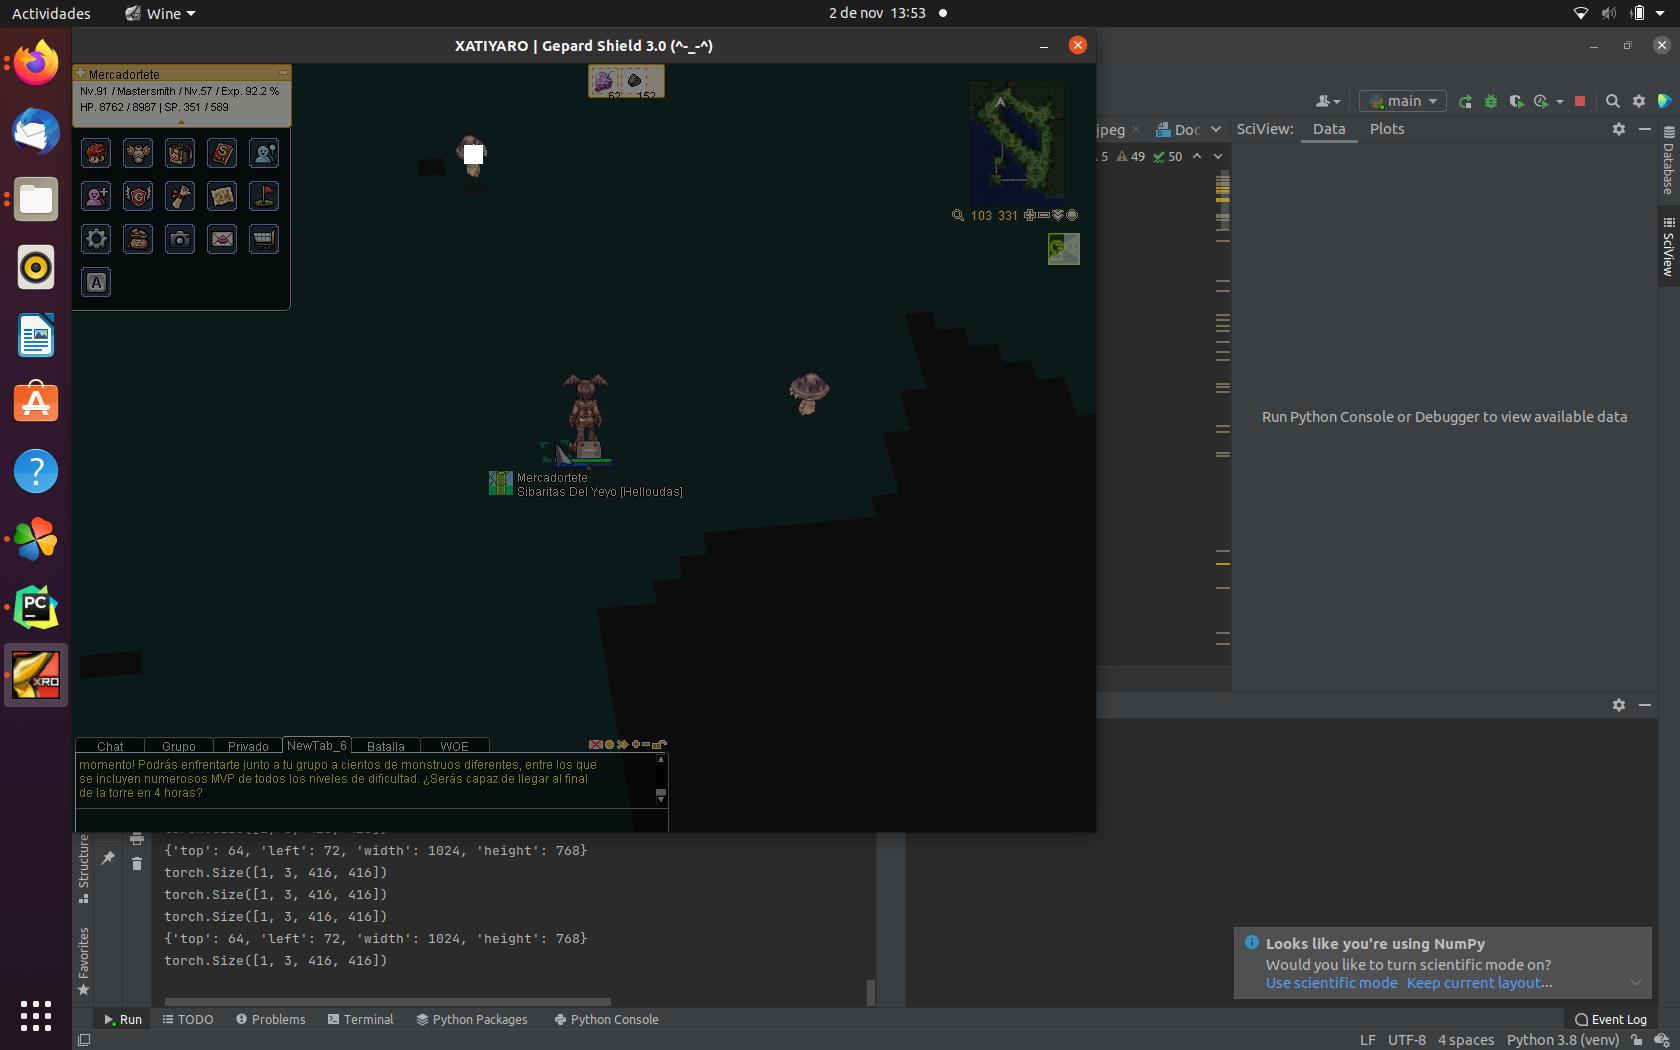 Actividades
Wine
2 de nov 13:53
XATIYARO | Gepard Shield 3.0 (^-_-^)
Mercadortete
Nv.91 / Mastersmith / Nv.57 / Exp. 92.2 %
HP. 8762 / 8987 | SP. 351 / 589
62 152
103 331
A
Mercadortete
Sibaritas Del Yeyo [Helloudas]
Chat Grupo Privado NewTab_6 Batalla WOE
momento! Podrás enfrentarte junto a tu grupo a cientos de monstruos diferentes, entre los que
se incluyen numerosos MVP de todos los niveles de dificultad. ¿Serás capaz de llegar al final
de la torre en 4 horas?
main
jpeg
Doc
SciView: Data Plots
5 49 50
Database
SciView
Run Python Console or Debugger to view available data
PC
XRO
Structure
Favorites
{'top': 64, 'left': 72, 'width': 1024, 'height': 768}
torch.Size([1, 3, 416, 416])
torch.Size([1, 3, 416, 416])
torch.Size([1, 3, 416, 416])
{'top': 64, 'left': 72, 'width': 1024, 'height': 768}
torch.Size([1, 3, 416, 416])
Looks like you're using NumPy
Would you like to turn scientific mode on?
Use scientific mode Keep current layout...
Run TODO Problems Terminal Python Packages Python Console
Event Log
LF UTF-8 4 spaces Python 3.8 (venv)